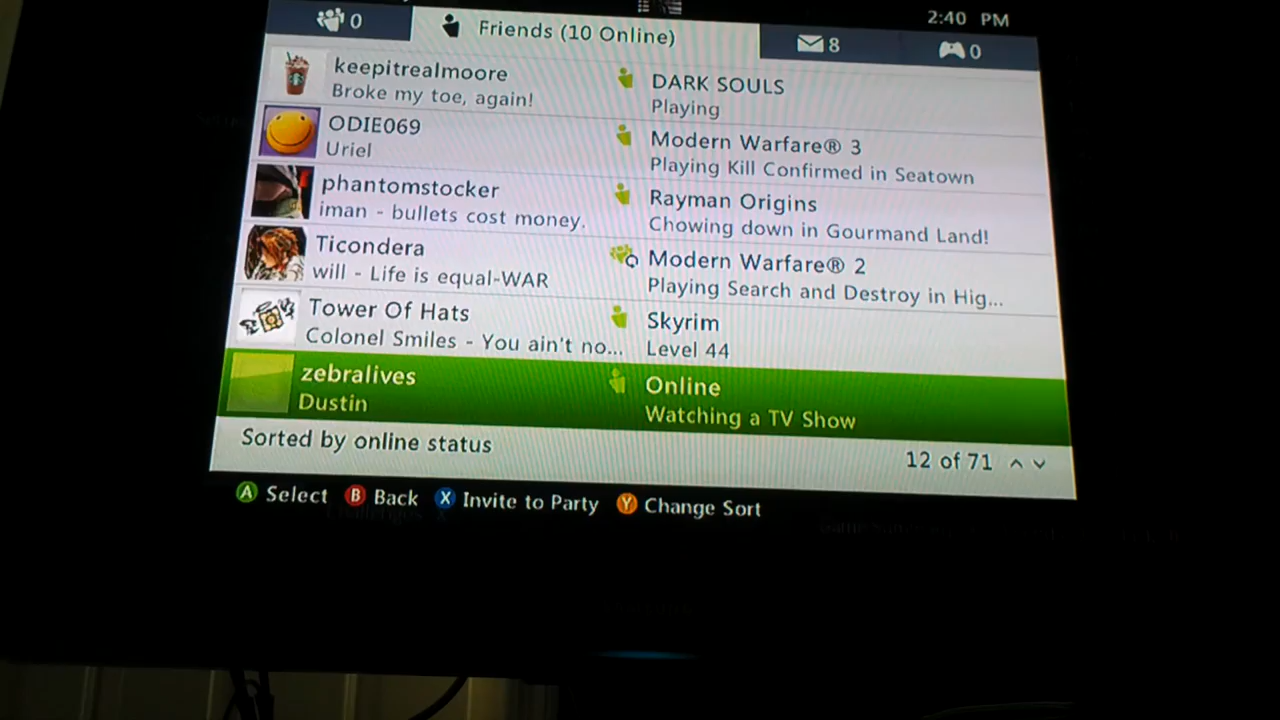 2:40 PM
0 Friends (10 Online) 8 0
keepitrealmoore DARK SOULS
Broke my toe, again! Playing
ODIE069 Modern Warfare® 3
Uriel Playing Kill Confirmed in Seatown
phantomstocker Rayman Origins
iman - bullets cost money. Chowing down in Gourmand Land!
Ticondera Modern Warfare® 2
will - Life is equal-WAR Playing Search and Destroy in Hig...
Tower Of Hats Skyrim
Colonel Smiles - You ain't no... Level 44
zebralives Online
Dustin Watching a TV Show
Sorted by online status 12 of 71
A Select B Back X Invite to Party Y Change Sort